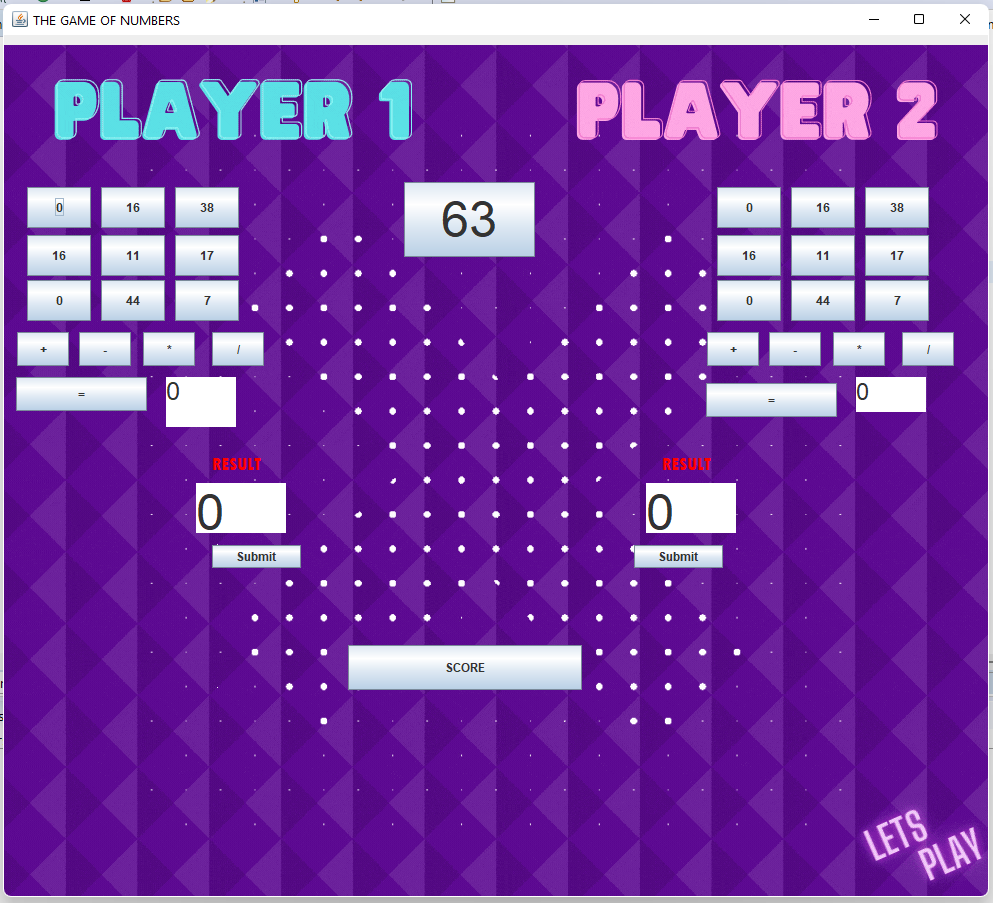 THE GAME OF NUMBERS
PLAYER 1
PLAYER 2
63
0 16 38
16 11 17
0 44 7
+ - * /
= 0
RESULT
0
Submit
0 16 38
16 11 17
0 44 7
+ - * /
= 0
RESULT
0
Submit
SCORE
LETS
PLAY